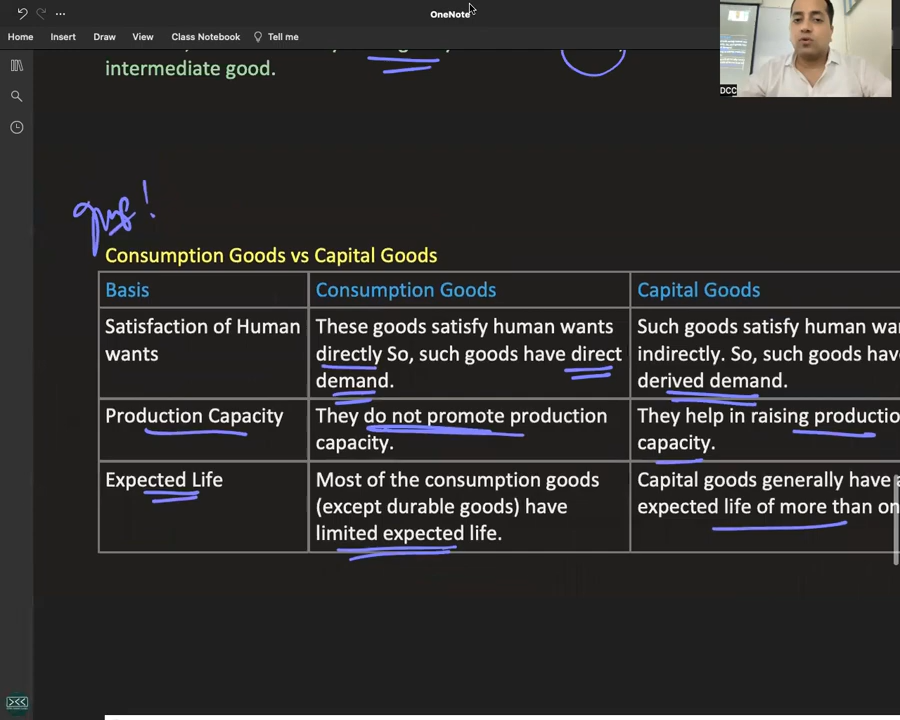 OneNote
Home Insert Draw View Class Notebook Tell me
DCC
intermediate good.
Consumption Goods vs Capital Goods
Basis Consumption Goods Capital Goods
Satisfaction of Human These goods satisfy human wants Such goods satisfy human wa
wants directly So, such goods have direct indirectly. So, such goods hav
demand. derived demand.
Production Capacity They do not promote production They help in raising productio
capacity. capacity.
Expected Life Most of the consumption goods Capital goods generally have a
(except durable goods) have expected life of more than on
limited expected life.